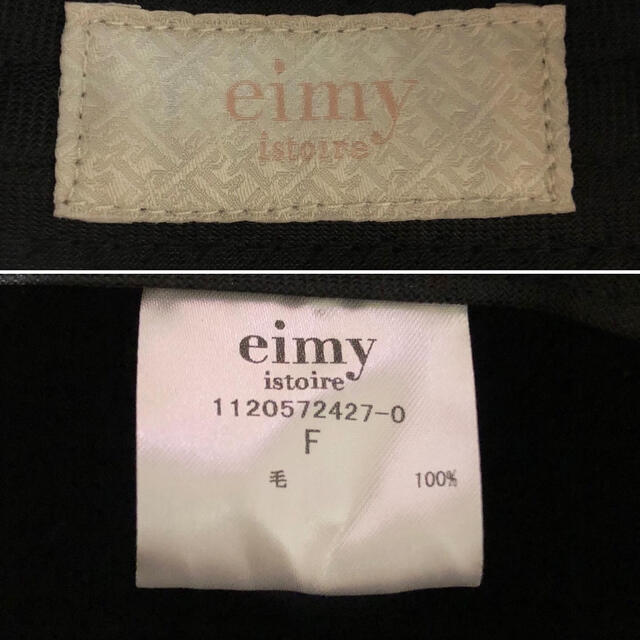 eimy
istoire
eimy
istoire
1120572427-0
F
毛 100%